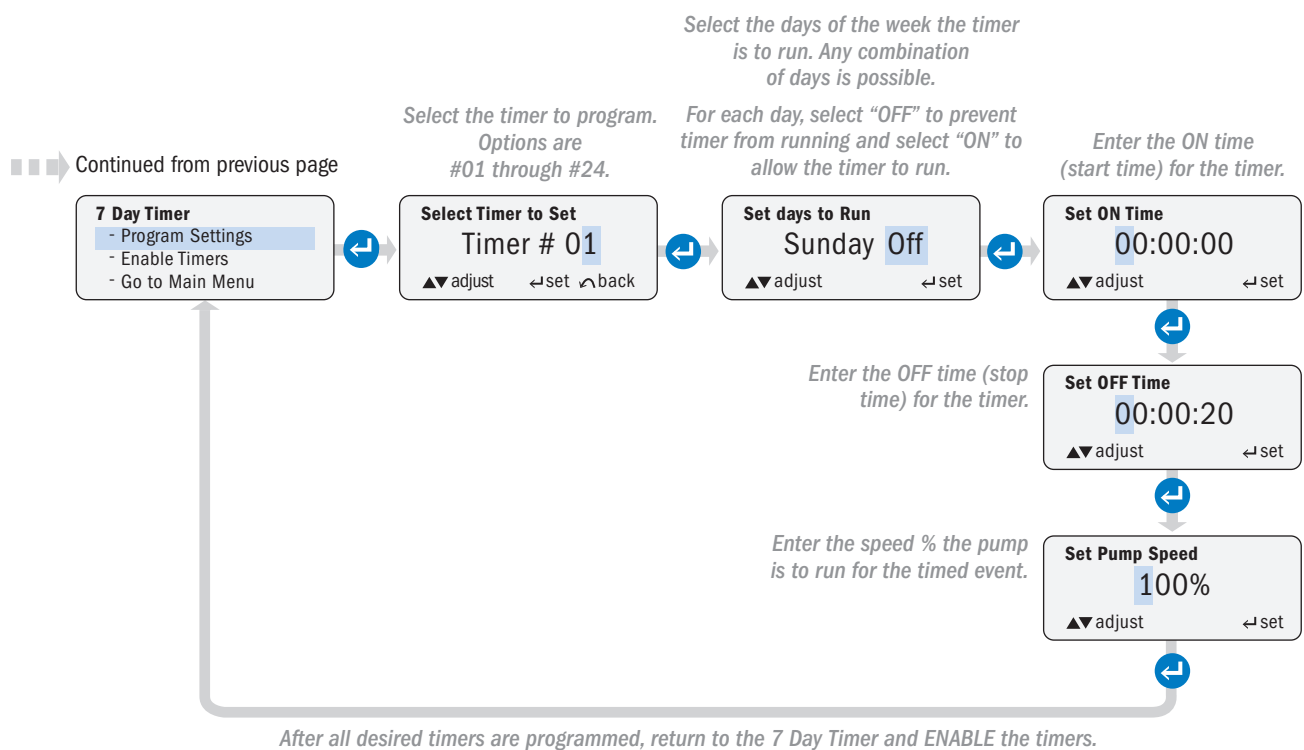 Select the days of the week the timer
is to run. Any combination
of days is possible.
Select the timer to program.
Options are
#01 through #24.
For each day, select “OFF” to prevent
timer from running and select “ON” to
allow the timer to run.
Enter the ON time
(start time) for the timer.
Continued from previous page
7 Day Timer
- Program Settings
- Enable Timers
- Go to Main Menu
Select Timer to Set
Timer # 01
▲▼ adjust ↵ set ↶ back
Set days to Run
Sunday Off
▲▼ adjust ↵ set
Set ON Time
00:00:00
▲▼ adjust ↵ set
Enter the OFF time (stop
time) for the timer.
Set OFF Time
00:00:20
▲▼ adjust ↵ set
Enter the speed % the pump
is to run for the timed event.
Set Pump Speed
100%
▲▼ adjust ↵ set
After all desired timers are programmed, return to the 7 Day Timer and ENABLE the timers.